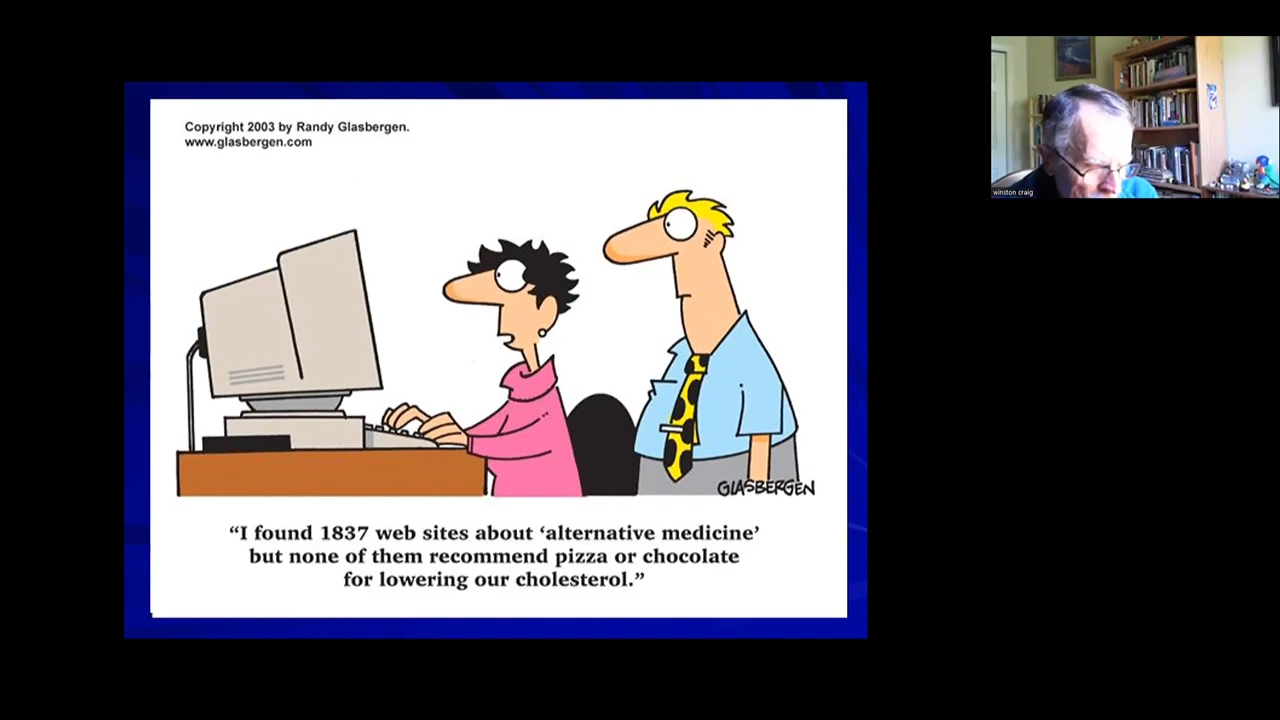 Copyright 2003 by Randy Glasbergen.
www.glasbergen.com
winston craig
GLASBERGEN
“I found 1837 web sites about ‘alternative medicine’
but none of them recommend pizza or chocolate
for lowering our cholesterol.”